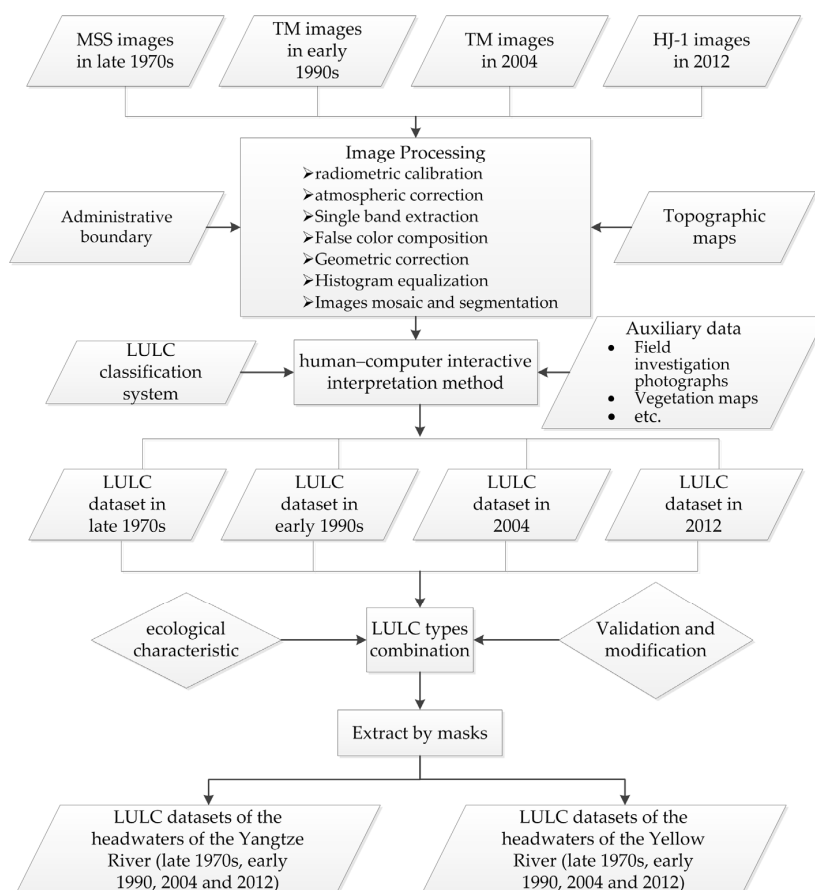 MSS images
in late 1970s
TM images
in early
1990s
TM images
in 2004
HJ-1 images
in 2012
Image Processing
➢radiometric calibration
➢atmospheric correction
➢Single band extraction
➢False color composition
➢Geometric correction
➢Histogram equalization
➢Images mosaic and segmentation
Administrative
boundary
Topographic
maps
LULC
classification
system
human–computer interactive
interpretation method
Auxiliary data
• Field
investigation
photographs
• Vegetation maps
• etc.
LULC
dataset in
late 1970s
LULC
dataset in
early 1990s
LULC
dataset in
2004
LULC
dataset in
2012
ecological
characteristic
LULC types
combination
Validation and
modification
Extract by masks
LULC datasets of the
headwaters of the Yangtze
River (late 1970s, early
1990, 2004 and 2012)
LULC datasets of the
headwaters of the Yellow
River (late 1970s, early
1990, 2004 and 2012)